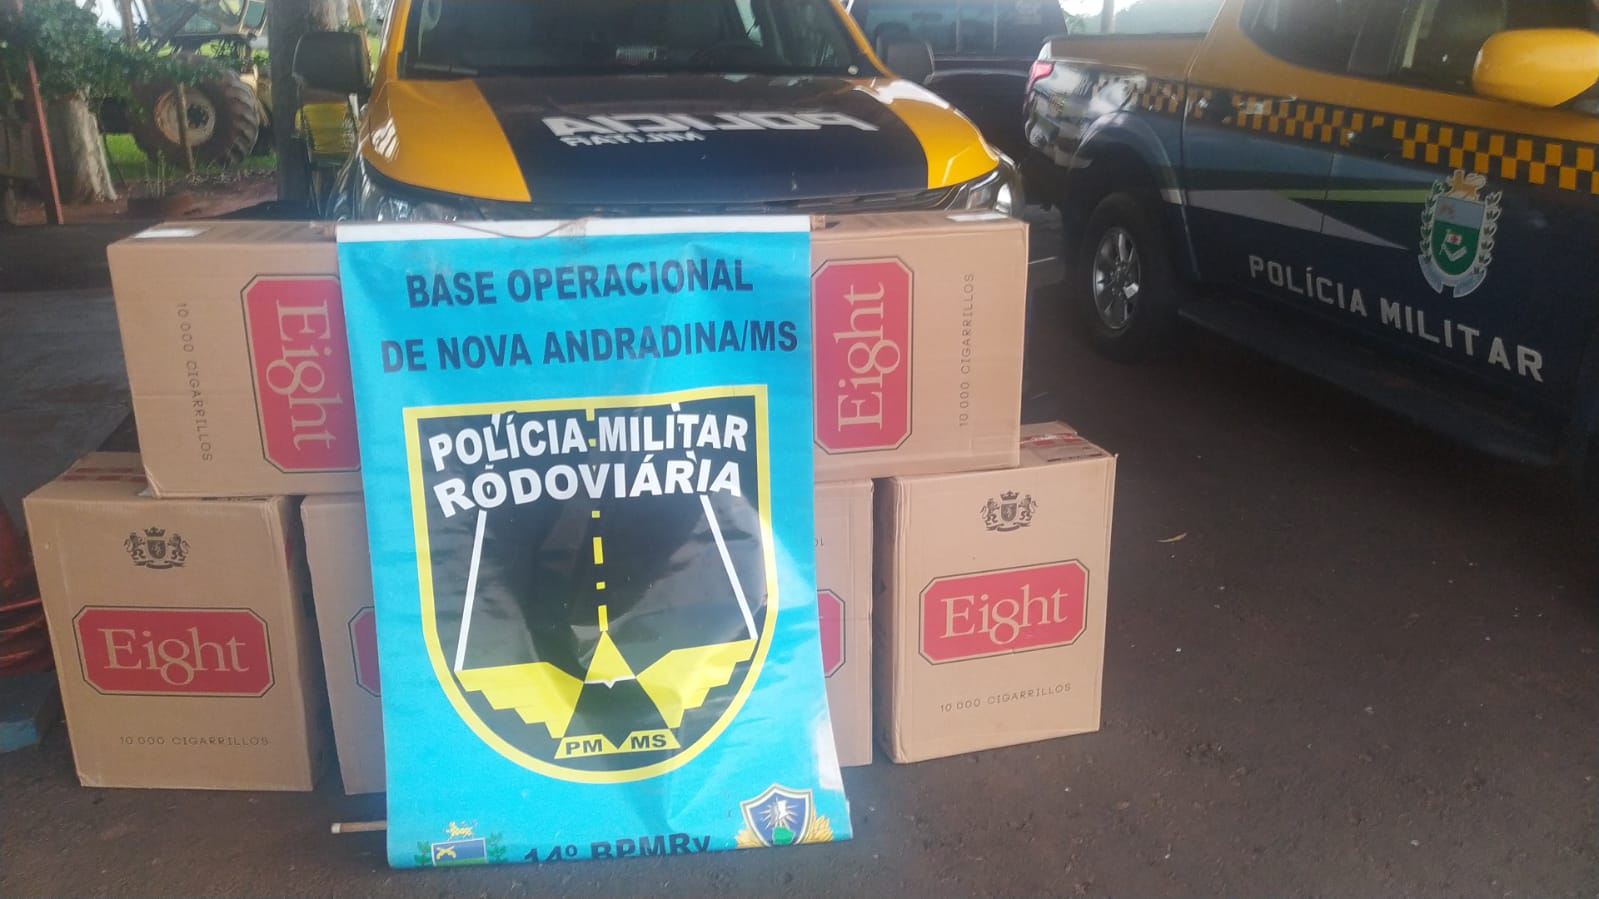 POLICIA
MILITAR
POLÍCIA MILITAR
BASE OPERACIONAL
DE NOVA ANDRADINA/MS
POLÍCIA MILITAR
RODOVIÁRIA
PM MS
14º BPMRv
Eight
10.000 CIGARRILLOS
Eight
10.000 CIGARRILLOS
Eight
10.000 CIGARRILLOS
Eight
10.000 CIGARRILLOS